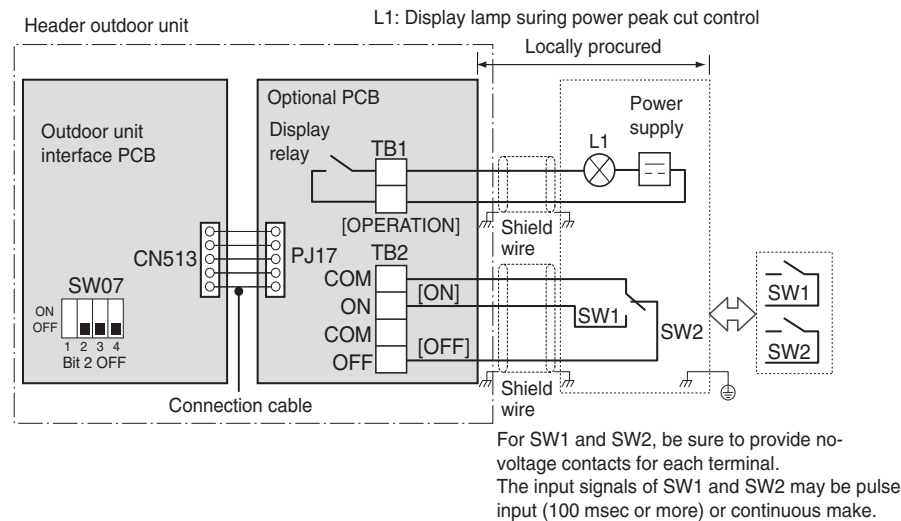 Header outdoor unit
L1: Display lamp suring power peak cut control
Locally procured
Outdoor unit
interface PCB
Optional PCB
Display
relay
TB1
Power
supply
L1
[OPERATION]
Shield
wire
CN513
PJ17
TB2
COM
ON
COM
OFF
[ON]
[OFF]
SW1
SW2
SW1
SW2
SW07
ON
OFF
1 2 3 4
Bit 2 OFF
Shield
wire
Connection cable
For SW1 and SW2, be sure to provide no-
voltage contacts for each terminal.
The input signals of SW1 and SW2 may be pulse
input (100 msec or more) or continuous make.